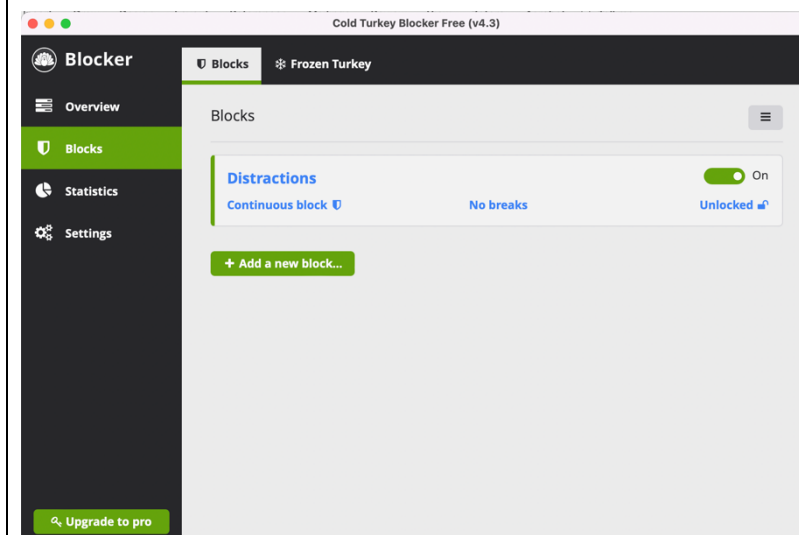 Cold Turkey Blocker Free (v4.3)
Blocker
Blocks
Frozen Turkey
Overview
Blocks
Statistics
Settings
Blocks
Distractions
On
Continuous block
No breaks
Unlocked
+ Add a new block...
Upgrade to pro